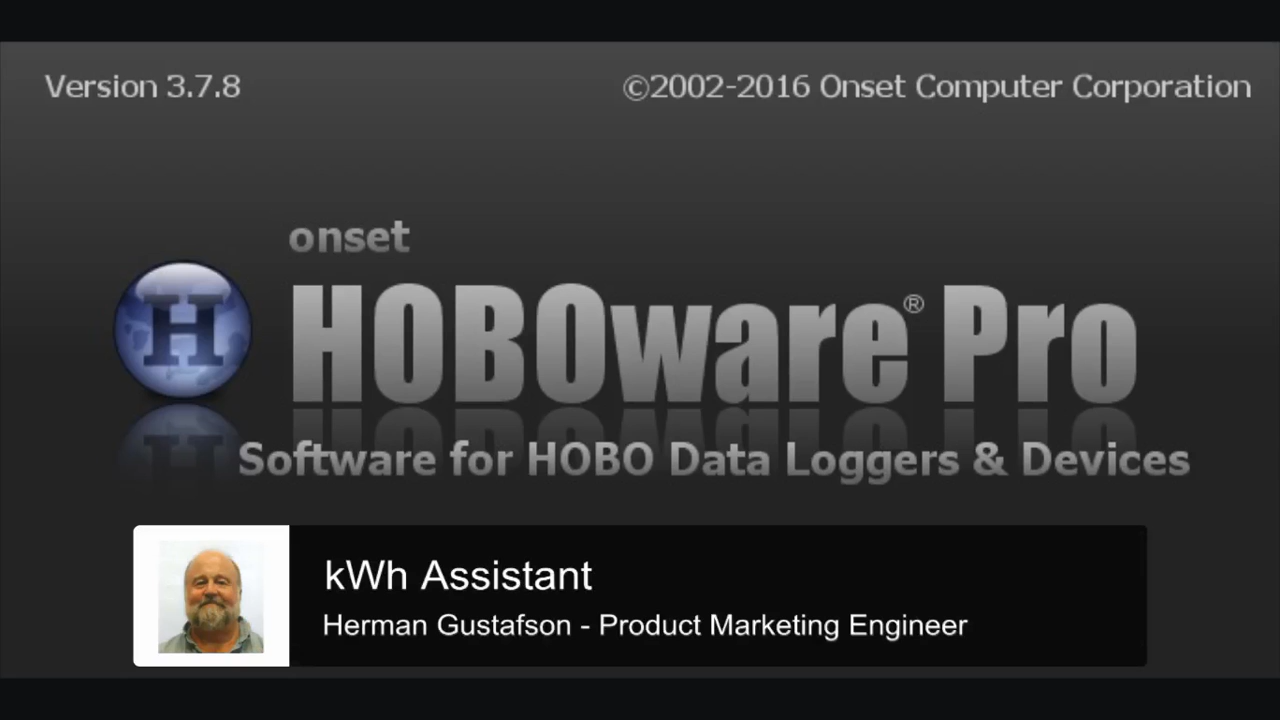 Version 3.7.8
©2002-2016 Onset Computer Corporation
onset
H
HOBOware® Pro
Software for HOBO Data Loggers & Devices
kWh Assistant
Herman Gustafson - Product Marketing Engineer